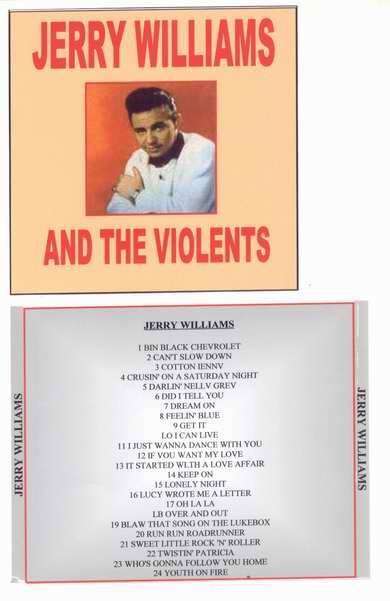 JERRY WILLIAMS
AND THE VIOLENTS
JERRY WILLIAMS
1 BIN BLACK CHEVROLET
2 CAN'T SLOW DOWN
3 COTTON IENNV
4 CRUSIN' ON A SATURDAY NIGHT
5 DARLIN' NELLV GREV
6 DID I TELL YOU
7 DREAM ON
8 FEELIN' BLUE
9 GET IT
LO I CAN LIVE
11 I JUST WANNA DANCE WITH YOU
12 IF VOU WANT MY LOVE
13 IT STARTED WLTH A LOVE AFFAIR
14 KEEP ON
15 LONELY NIGHT
16 LUCY WROTE ME A LETTER
17 OH LA LA
LB OVER AND OUT
19 BLAW THAT SONG ON THE LUKEBOX
20 RUN RUN ROADRUNNER
21 SWEET LITTLE ROCK 'N' ROLLER
22 TWISTIN' PATRICIA
23 WHO'S GONNA FOLLOW YOU HOME
24 YOUTH ON FIRE
JERRY WILLIAMS
JERRY WILLIAMS